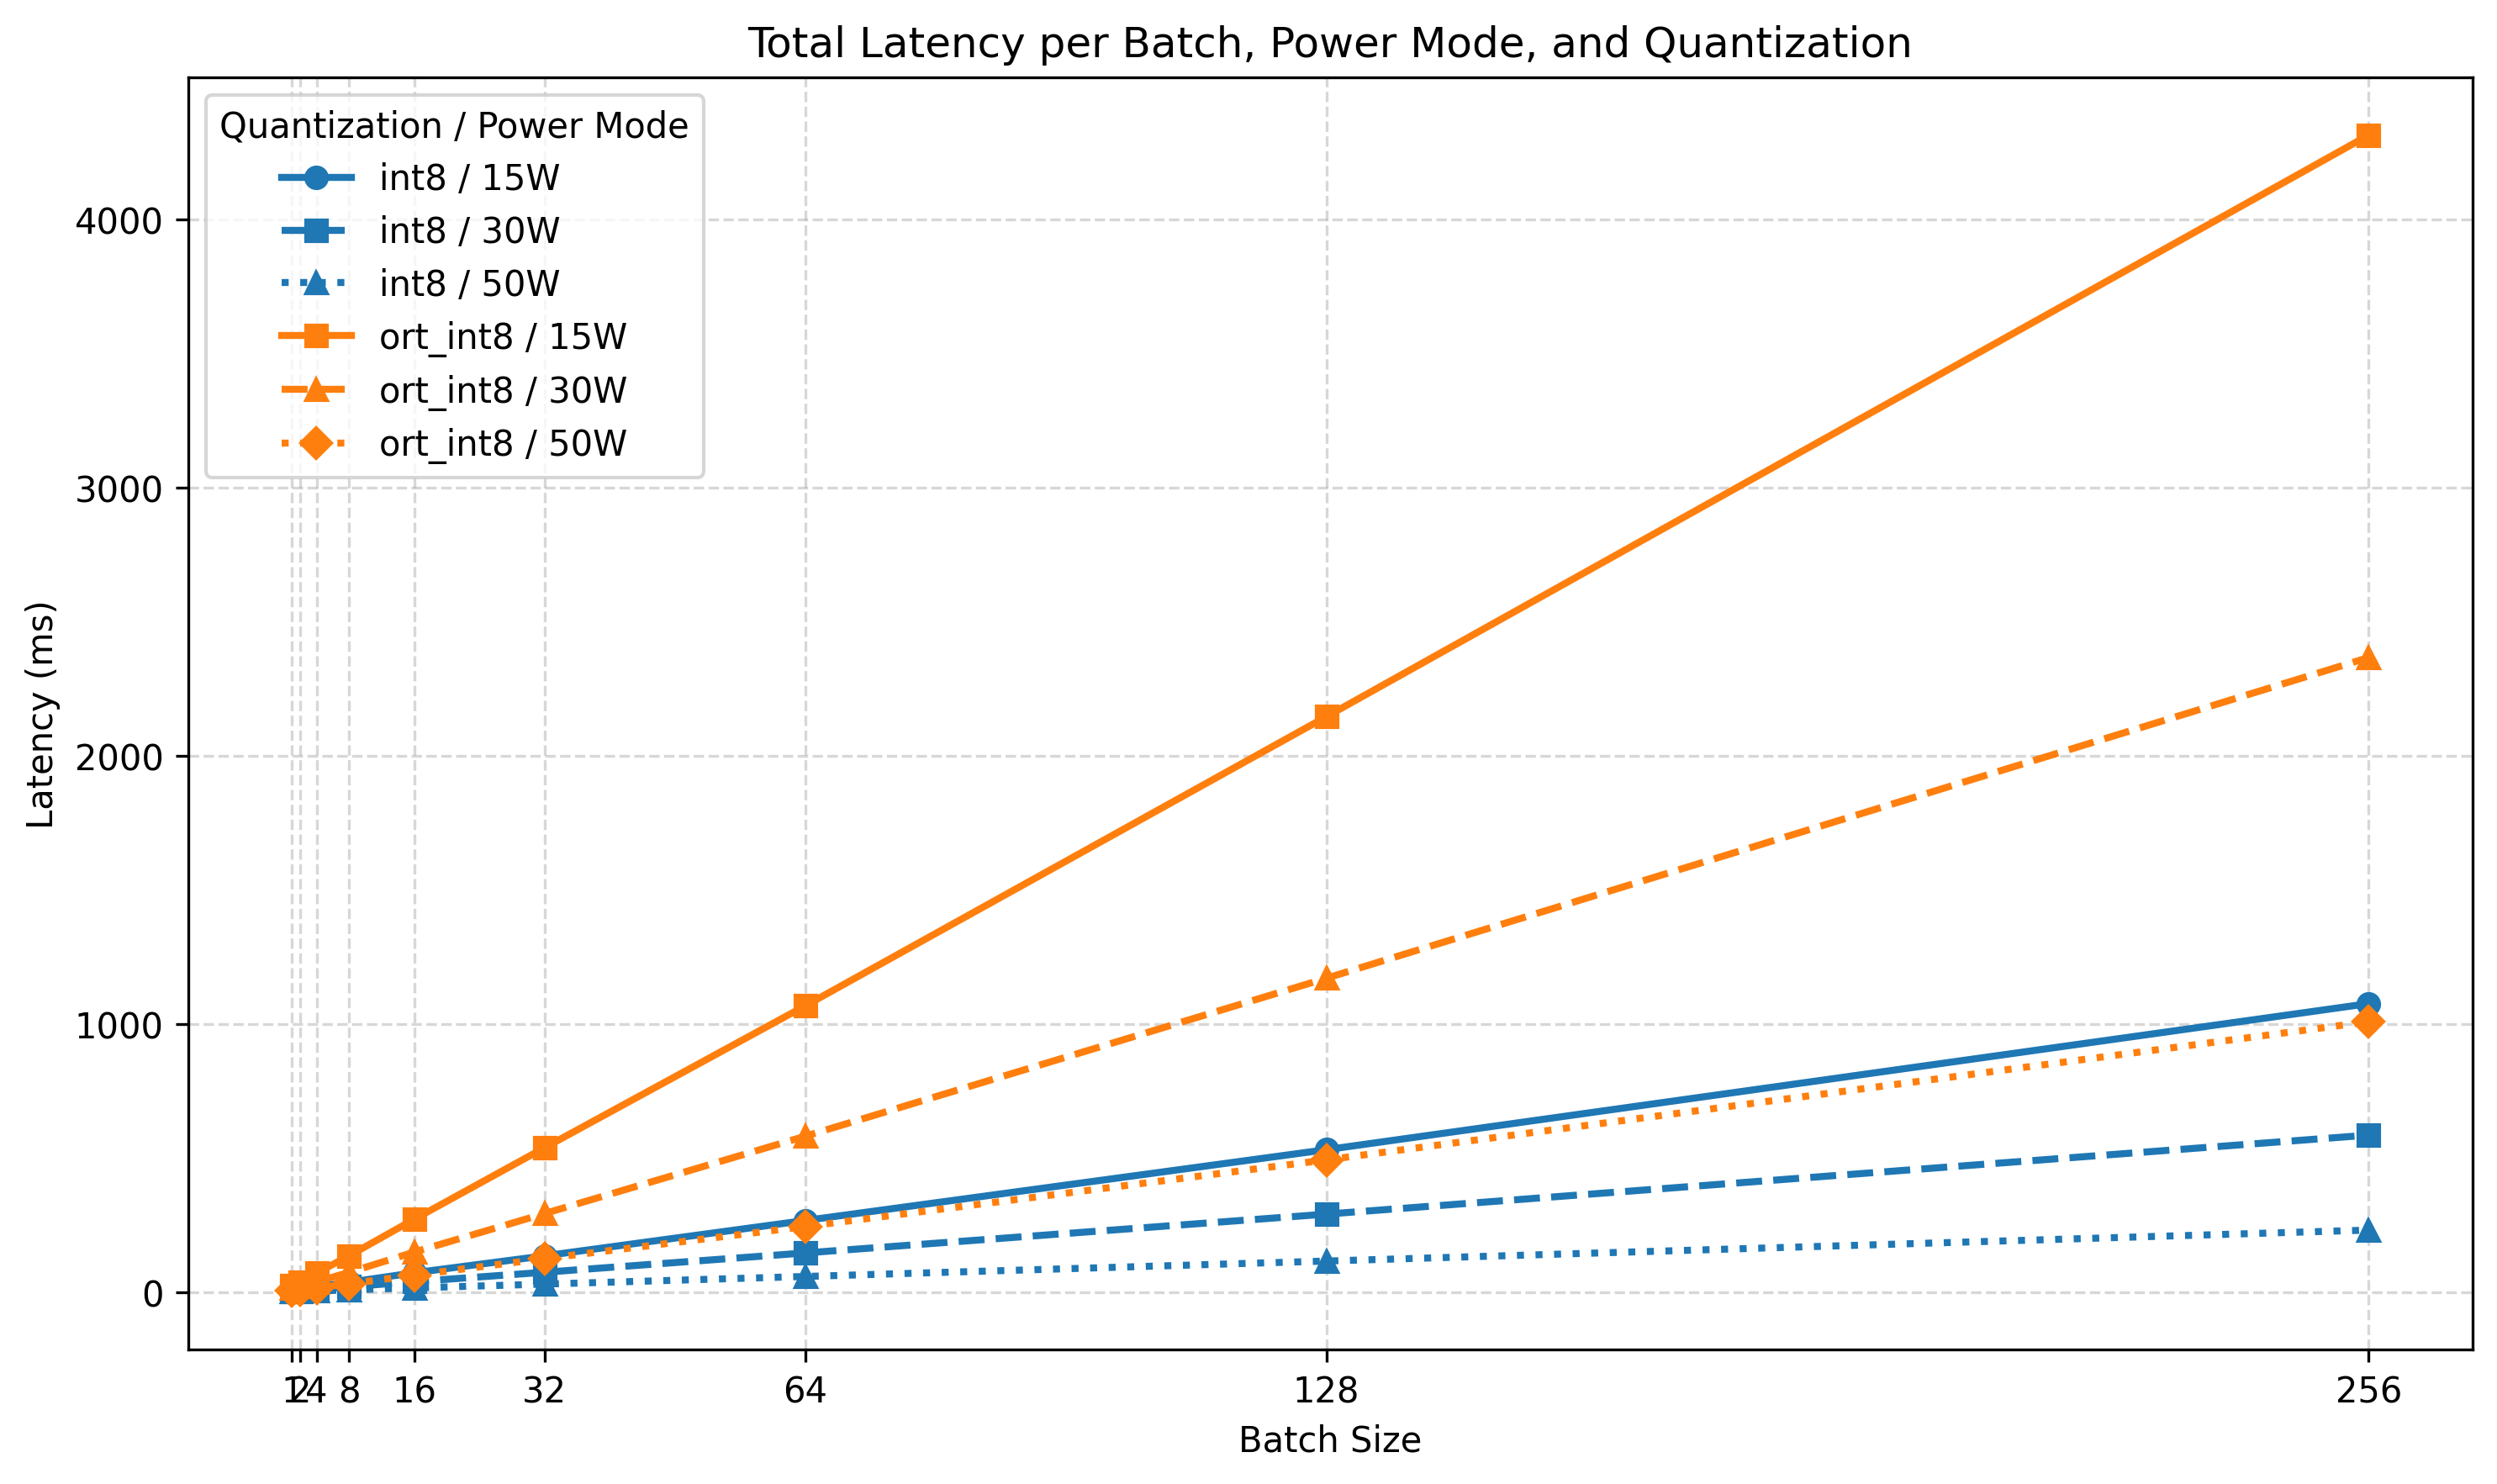 Total Latency per Batch, Power Mode, and Quantization
Quantization / Power Mode
int8 / 15W
int8 / 30W
int8 / 50W
ort_int8 / 15W
ort_int8 / 30W
ort_int8 / 50W
Latency (ms)
4000
3000
2000
1000
0
1 2 4 8 16 32 64 128 256
Batch Size